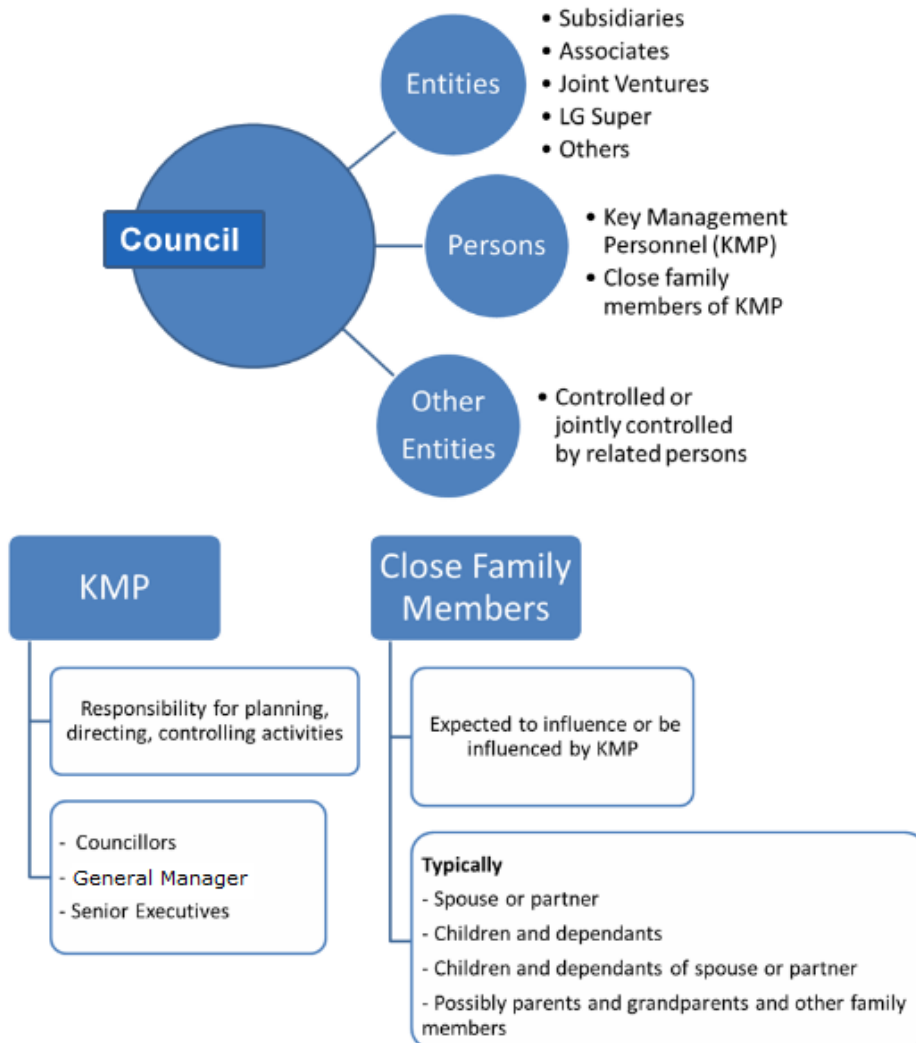 • Subsidiaries
• Associates
• Joint Ventures
• LG Super
• Others
Entities
Council
Persons
• Key Management
Personnel (KMP)
• Close family
members of KMP
Other
Entities
• Controlled or
jointly controlled
by related persons
KMP
Responsibility for planning,
directing, controlling activities
- Councillors
- General Manager
- Senior Executives
Close Family
Members
Expected to influence or be
influenced by KMP
Typically
- Spouse or partner
- Children and dependants
- Children and dependants of spouse or partner
- Possibly parents and grandparents and other family
members